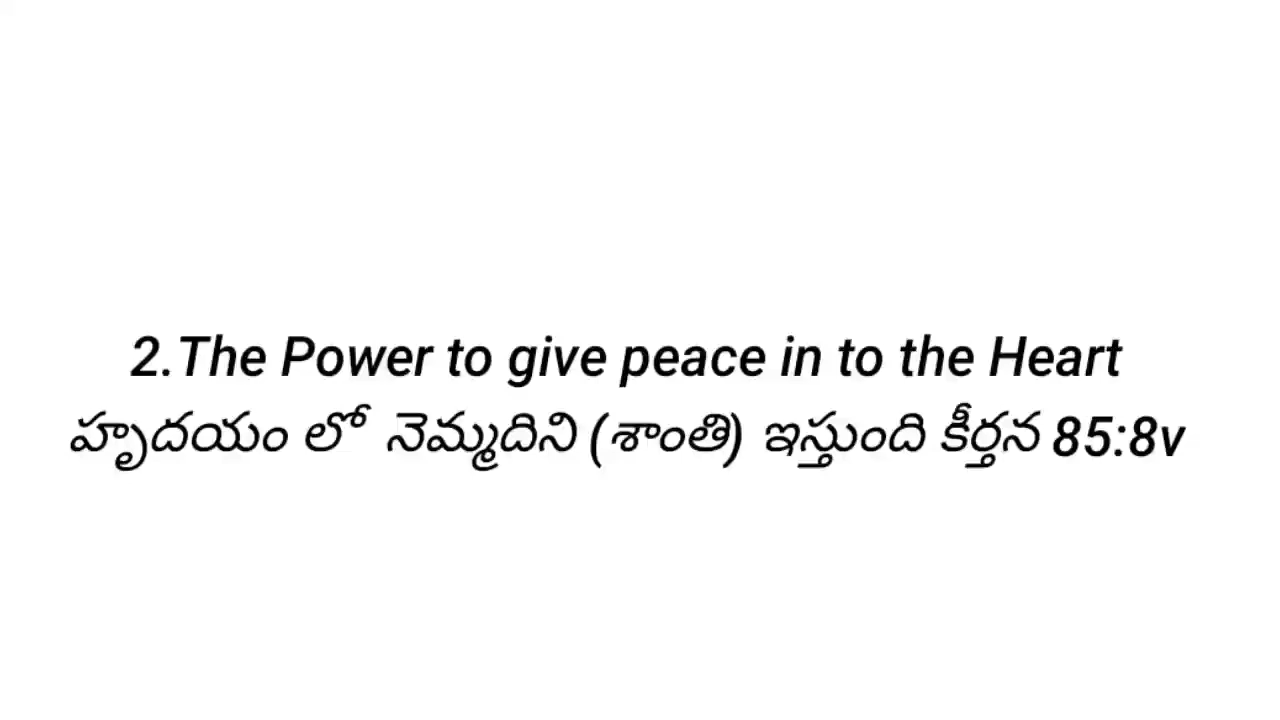 2.The Power to give peace in to the Heart
హృదయం లో నెమ్మదిని (శాంతి) ఇస్తుంది కీర్తన 85:8v